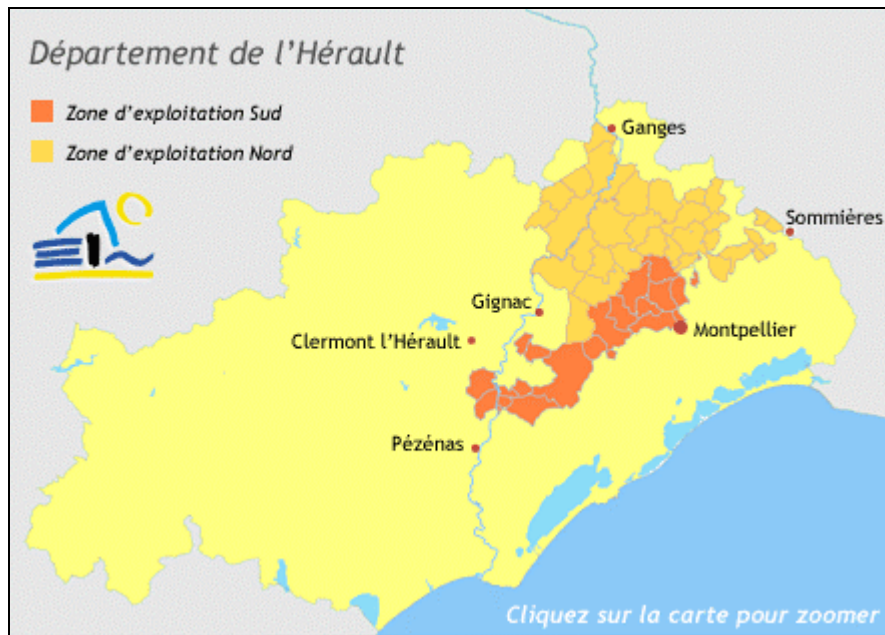 Département de l'Hérault
Zone d'exploitation Sud
Zone d'exploitation Nord
Ganges
Sommières
Gignac
Clermont l'Hérault
Montpellier
Pézénas
Cliquez sur la carte pour zoomer